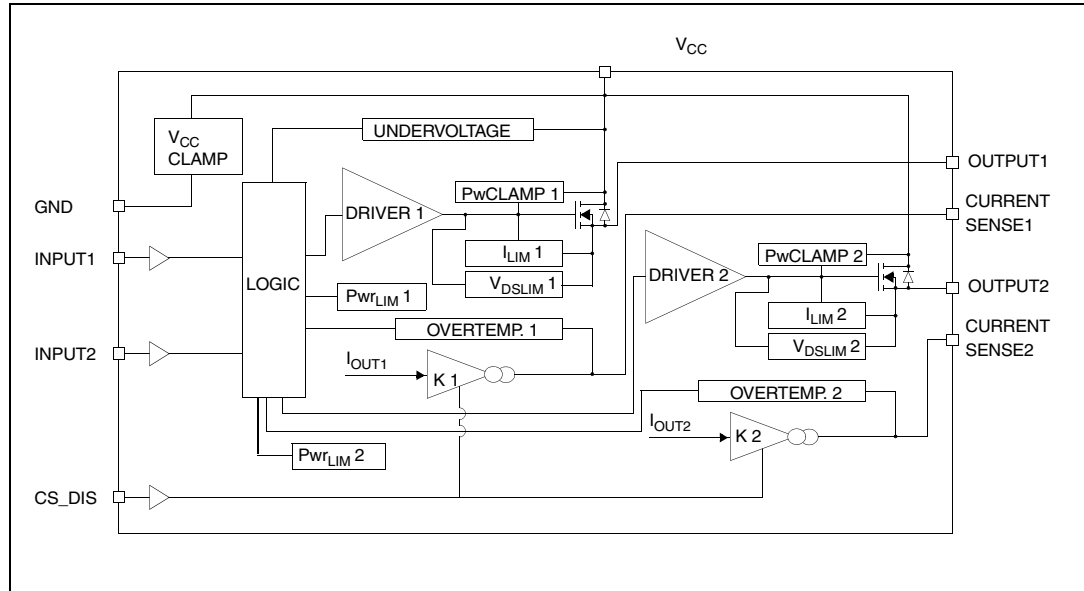 VCC
VCC
CLAMP
UNDERVOLTAGE
OUTPUT1
PwCLAMP 1
GND
DRIVER 1
CURRENT
SENSE1
INPUT1
ILIM 1
PwCLAMP 2
LOGIC
DRIVER 2
VDSLIM 1
OUTPUT2
PwrLIM 1
ILIM 2
CURRENT
SENSE2
OVERTEMP. 1
INPUT2
VDSLIM 2
IOUT1
K 1
OVERTEMP. 2
IOUT2
K 2
PwrLIM 2
CS_DIS